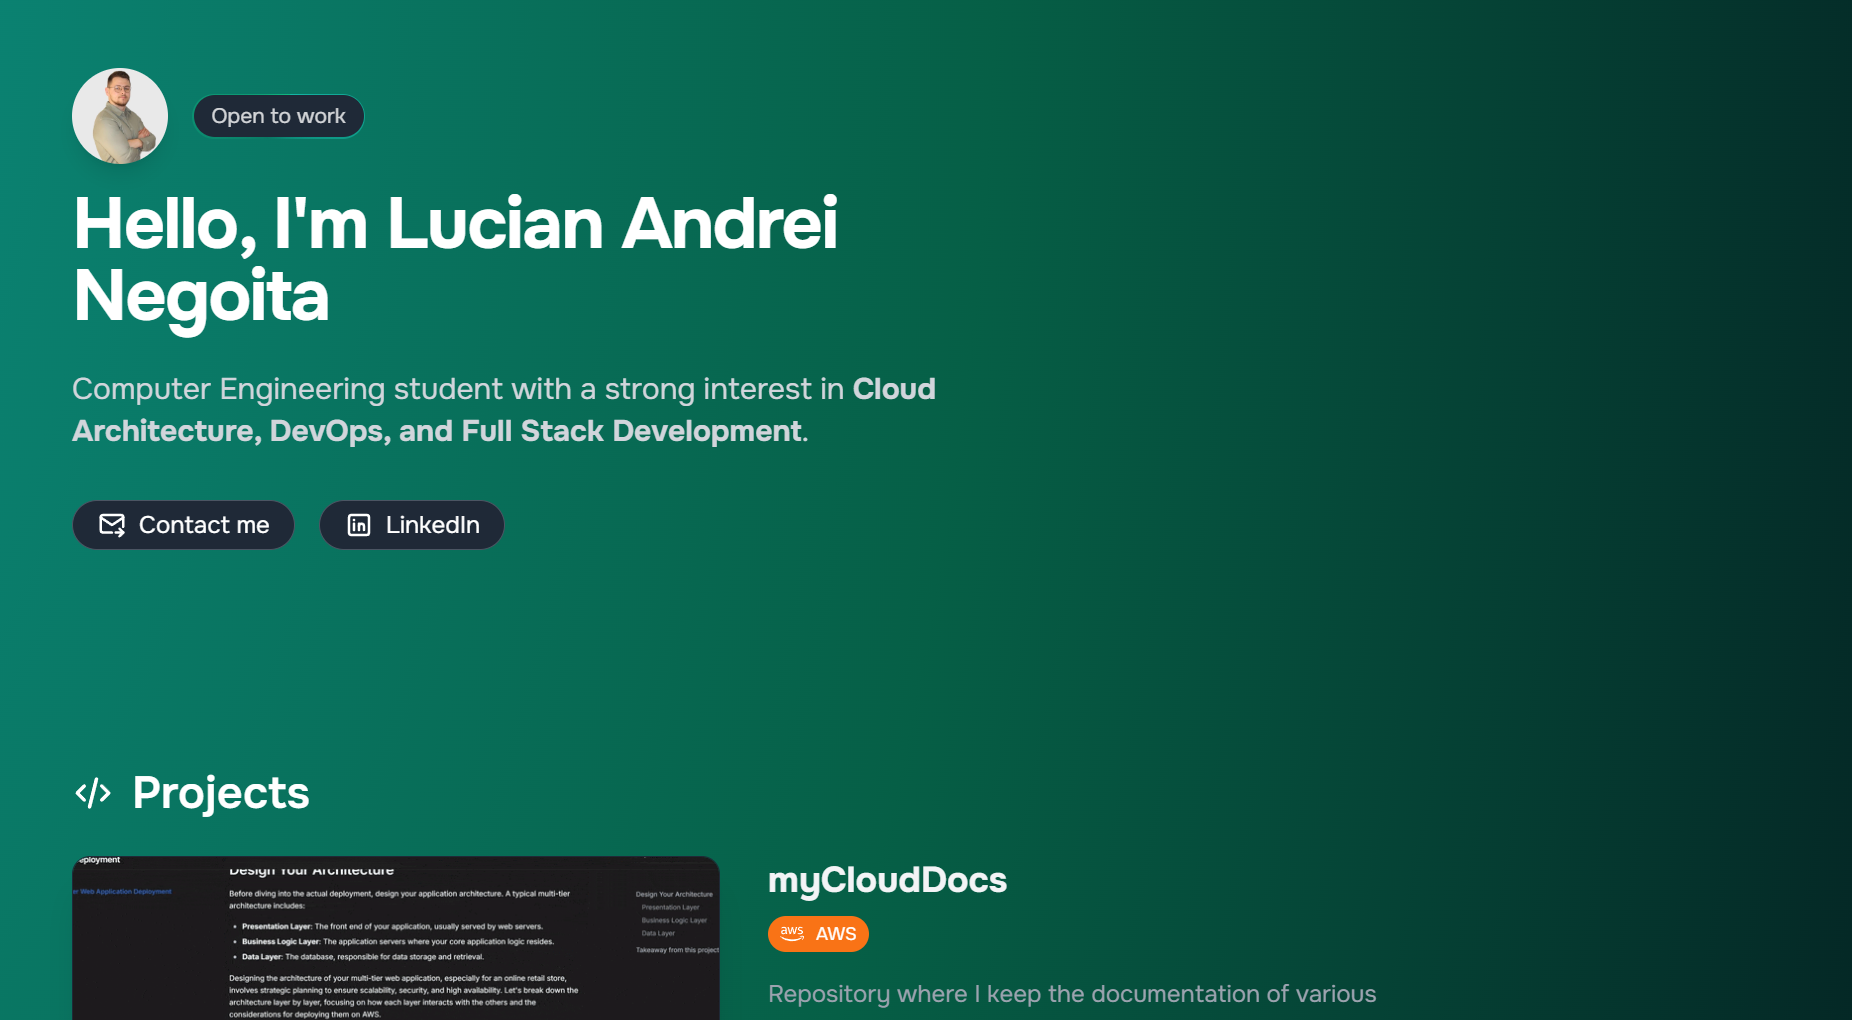 Open to work
Hello, I'm Lucian Andrei
Negoita
Computer Engineering student with a strong interest in Cloud
Architecture, DevOps, and Full Stack Development.
Contact me
LinkedIn
Projects
eployment
er Web Application Deployment
Design Your Architecture
Before diving into the actual deployment, design your application architecture. A typical multi-tier
architecture includes:
• Presentation Layer: The front end of your application, usually served by web servers.
• Business Logic Layer: The application servers where your core application logic resides.
• Data Layer: The database, responsible for data storage and retrieval.
Designing the architecture of your multi-tier web application, especially for an online retail store,
involves strategic planning to ensure scalability, security, and high availability. Let's break down the
architecture layer by layer, focusing on how each layer interacts with the others and the
considerations for deploying them on AWS.
Design Your Architecture
Presentation Layer
Business Logic Layer
Data Layer
Takeaway from this project
myCloudDocs
aws AWS
Repository where I keep the documentation of various